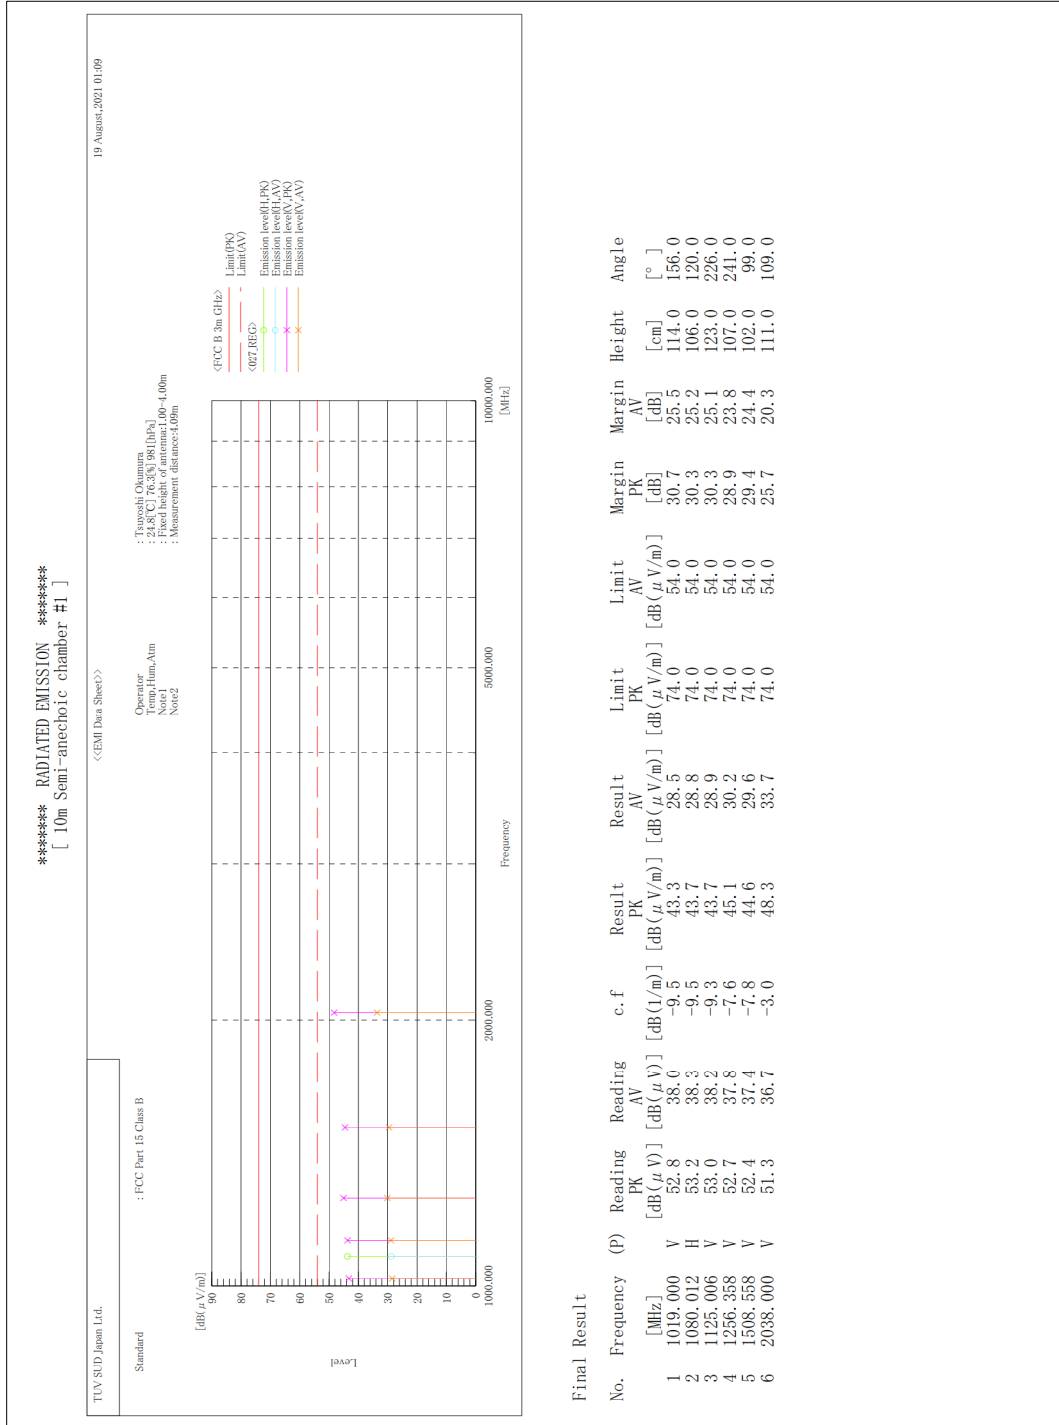 ******* RADIATED EMISSION *******
[ 10m Semi-anechoic chamber #1 ]
TUV SUD Japan Ltd.
<<EMI Data Sheet>>
19 August,2021 01:09
Standard : FCC Part 15 Class B
Operator : Tsuyoshi Okumura
Temp,Hum,Atm : 24.8[℃] 76.3[%] 981[hPa]
Note1 : Fixed height of antenna:1.00-4.00m
Note2 : Measurement distance:4.09m
<FCC B 3m GHz>
Limit(PK)
Limit(AV)
<027_REG>
Emission level(H,PK)
Emission level(H,AV)
Emission level(V,PK)
Emission level(V,AV)
[dB(μ V/m)]
90
80
70
60
50
40
30
20
10
0
Level
1000.000 2000.000 5000.000 10000.000
Frequency [MHz]
Final Result
No. Frequency (P) Reading Reading c.f Result Result Limit Limit Margin Margin Height Angle
PK AV PK AV PK AV PK AV
[MHz] [dB(μ V)] [dB(μ V)] [dB(1/m)] [dB(μ V/m)] [dB(μ V/m)] [dB(μ V/m)] [dB(μ V/m)] [dB] [dB] [cm] [° ]
1 1019.000 V 52.8 38.0 -9.5 43.3 28.5 74.0 54.0 30.7 25.5 114.0 156.0
2 1080.012 H 53.2 38.3 -9.5 43.7 28.8 74.0 54.0 30.3 25.2 106.0 120.0
3 1125.006 V 53.0 38.2 -9.3 43.7 28.9 74.0 54.0 30.3 25.1 123.0 226.0
4 1256.358 V 52.7 37.8 -7.6 45.1 30.2 74.0 54.0 28.9 23.8 107.0 241.0
5 1508.558 V 52.4 37.4 -7.8 44.6 29.6 74.0 54.0 29.4 24.4 102.0 99.0
6 2038.000 V 51.3 36.7 -3.0 48.3 33.7 74.0 54.0 25.7 20.3 111.0 109.0